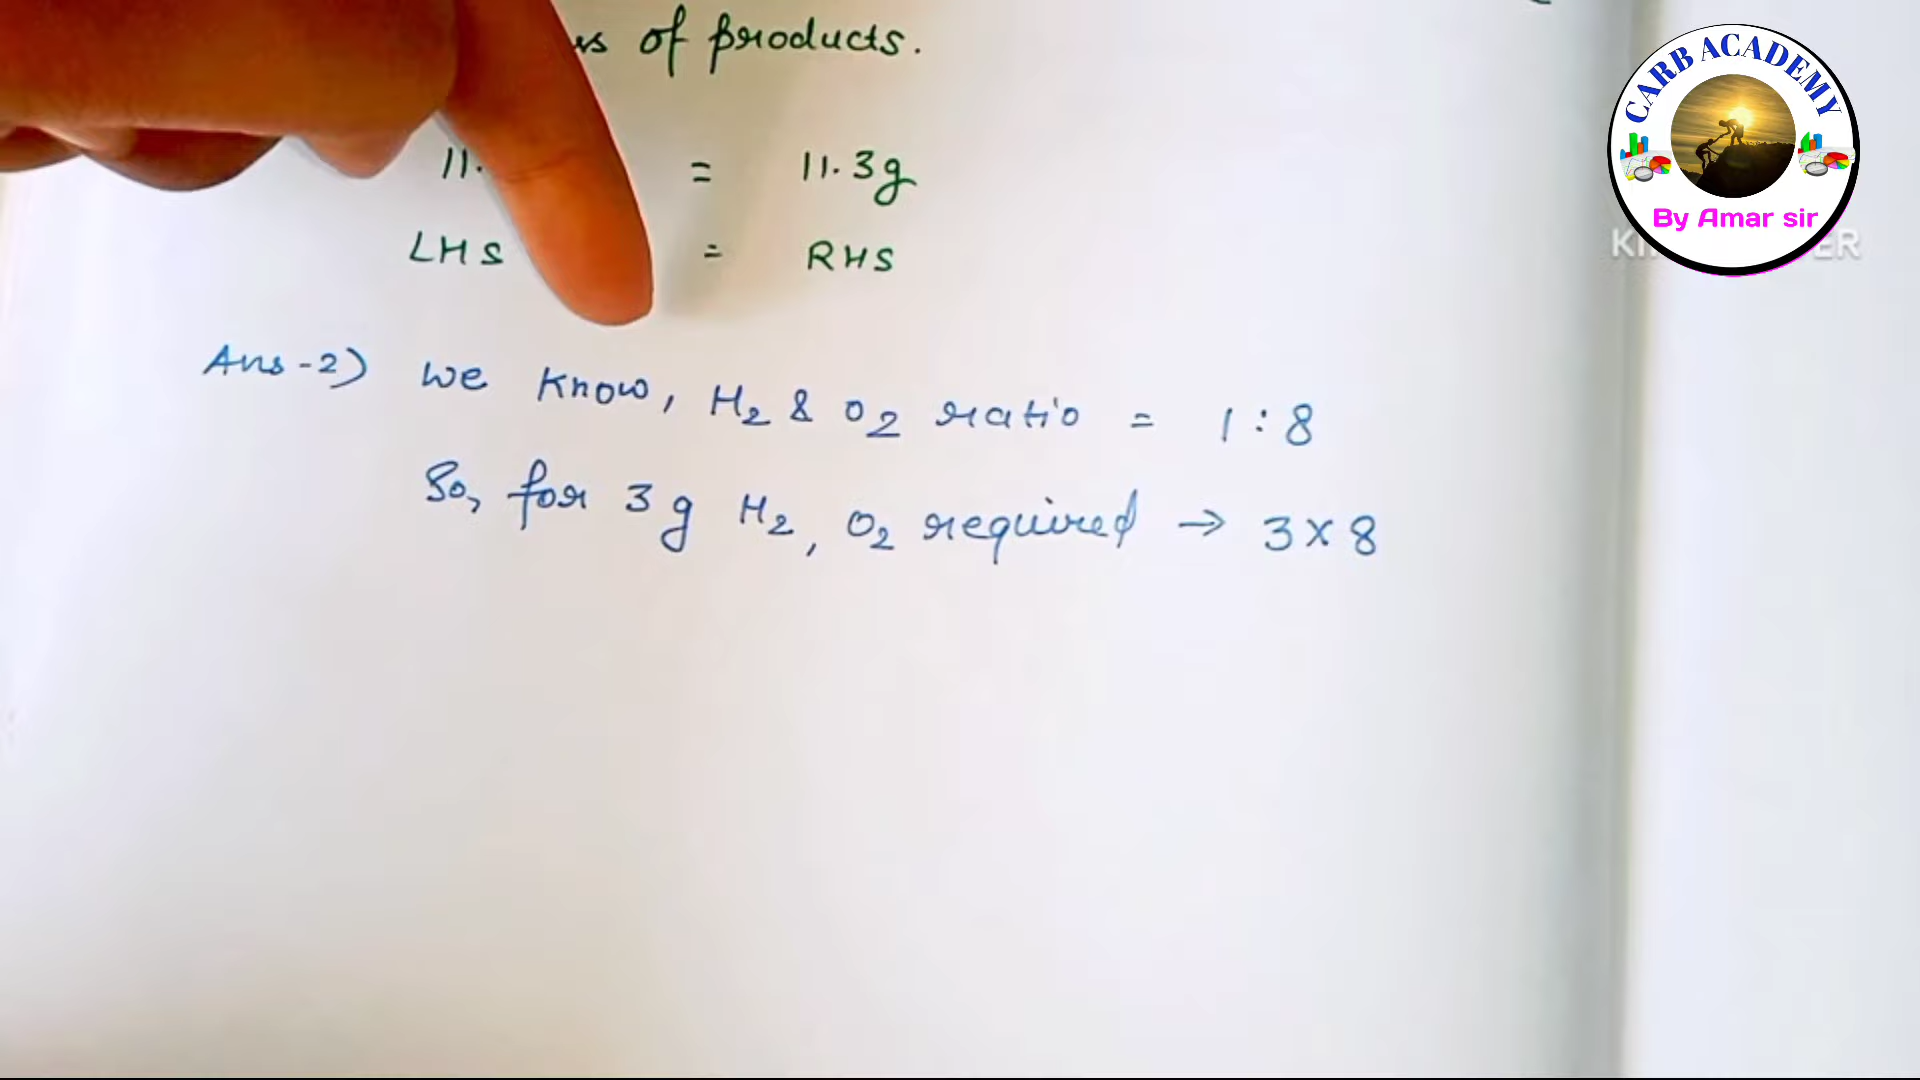 of products.
11. = 11.3g
LHS = RHS
Ans-2) We know, H₂ & O₂ ratio = 1:8
So, for 3g H₂, O₂ required → 3×8
CARB ACADEMY
By Amar sir